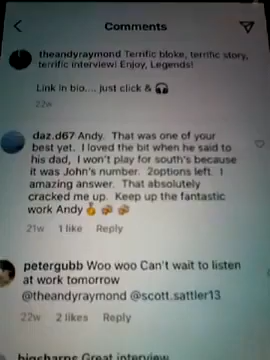 Comments
theandyraymond Terrific bloke, terrific story,
terrific interview! Enjoy, Legends!
Link in bio.... just click & 🎧
22w
daz.d67 Andy. That was one of your
best yet. I loved the bit when he said to
his dad, I won't play for south's because
it was John's number. 2options left. 1
amazing answer. That absolutely
cracked me up. Keep up the fantastic
work Andy
21w 1 like Reply
petergubb Woo woo Can't wait to listen
at work tomorrow
@theandyraymond @scott.sattler13
22w 2 likes Reply
Great interview